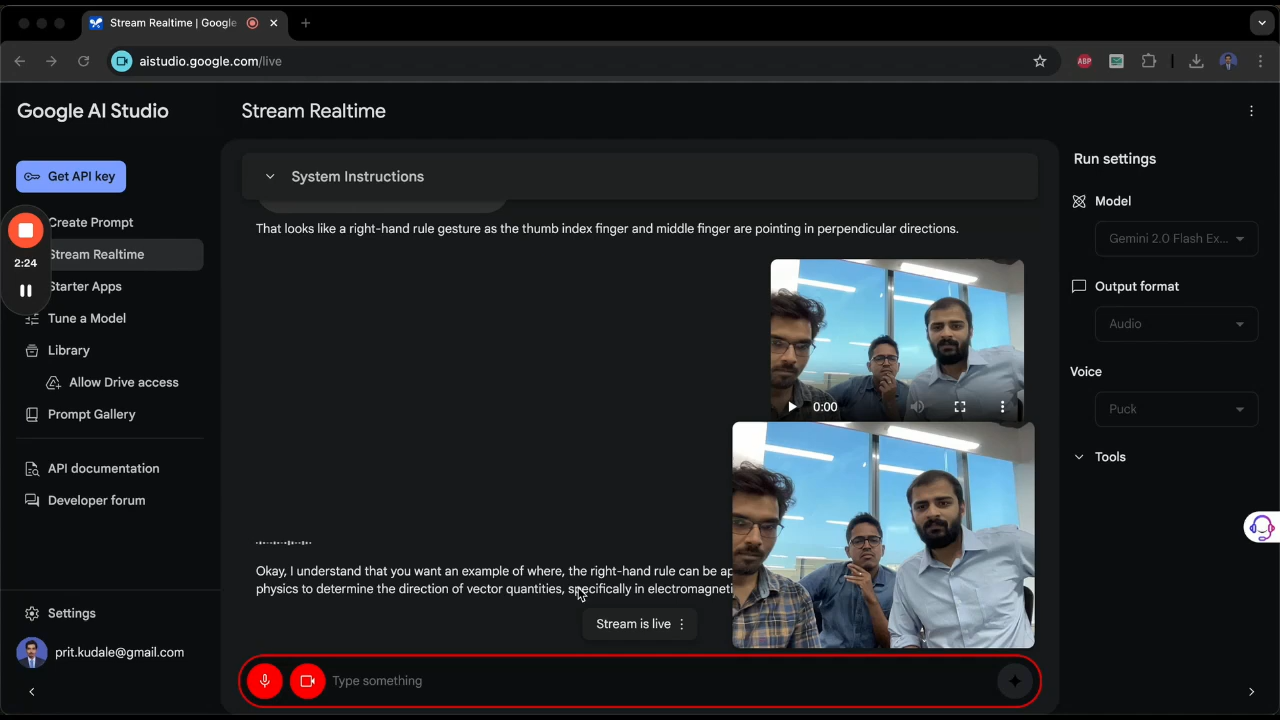 Stream Realtime | Google
aistudio.google.com/live
ABP
Google AI Studio
Stream Realtime
Get API key
System Instructions
Run settings
2:24
Create Prompt
Stream Realtime
Starter Apps
Tune a Model
Library
Allow Drive access
Prompt Gallery
API documentation
Developer forum
That looks like a right-hand rule gesture as the thumb index finger and middle finger are pointing in perpendicular directions.
0:00
Okay, I understand that you want an example of where, the right-hand rule can be ap
physics to determine the direction of vector quantities, specifically in electromagneti
Stream is live
Type something
Model
Gemini 2.0 Flash Ex...
Output format
Audio
Voice
Puck
Tools
Settings
prit.kudale@gmail.com